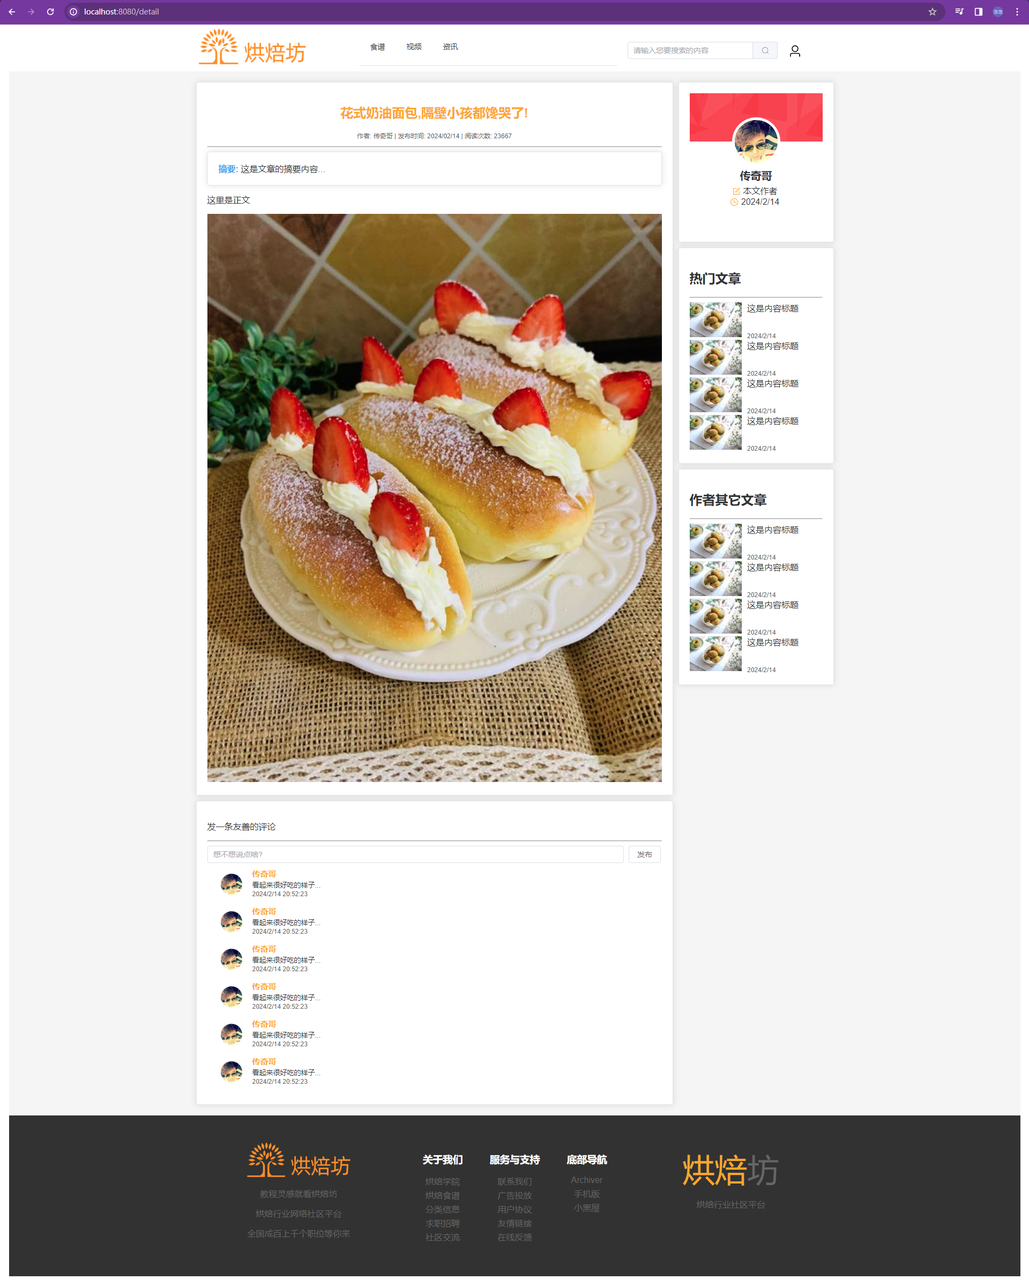 localhost:8080/detail
烘焙坊
食谱 视频 资讯
请输入您要搜索的内容
花式奶油面包,隔壁小孩都馋哭了!
作者: 传奇哥 | 发布时间: 2024/02/14 | 阅读次数: 23667
摘要: 这是文章的摘要内容...
这里是正文
传奇哥
本文作者
2024/2/14
热门文章
这是内容标题
2024/2/14
这是内容标题
2024/2/14
这是内容标题
2024/2/14
这是内容标题
2024/2/14
作者其它文章
这是内容标题
2024/2/14
这是内容标题
2024/2/14
这是内容标题
2024/2/14
这是内容标题
2024/2/14
发一条友善的评论
想不想说点啥?
发布
传奇哥
看起来很好吃的样子...
2024/2/14 20:52:23
传奇哥
看起来很好吃的样子...
2024/2/14 20:52:23
传奇哥
看起来很好吃的样子...
2024/2/14 20:52:23
传奇哥
看起来很好吃的样子...
2024/2/14 20:52:23
传奇哥
看起来很好吃的样子...
2024/2/14 20:52:23
传奇哥
看起来很好吃的样子...
2024/2/14 20:52:23
烘焙坊
教程灵感就看烘焙坊
烘焙行业网络社区平台
全国成百上千个职位等你来
关于我们
烘焙学院
烘焙食谱
分类信息
求职招聘
社区交流
服务与支持
联系我们
广告投放
用户协议
友情链接
在线反馈
底部导航
Archiver
手机版
小黑屋
烘焙坊
烘焙行业社区平台